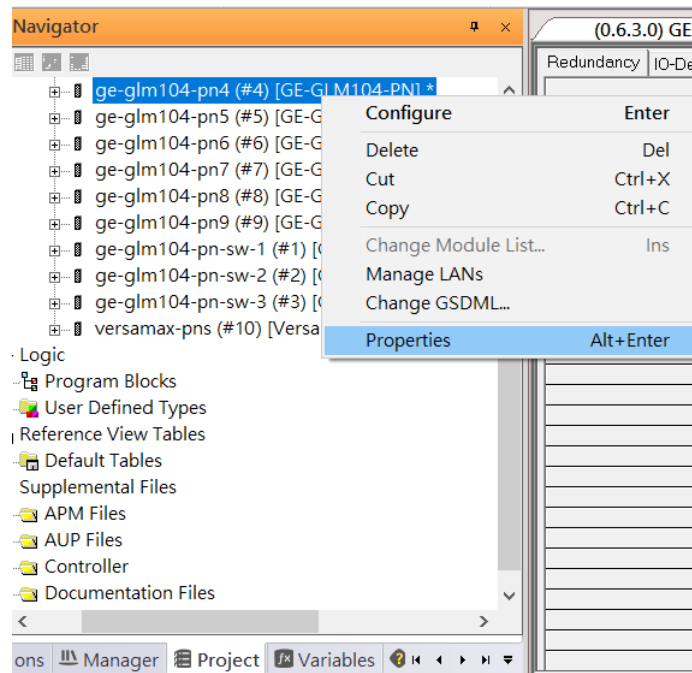 Navigator
(0.6.3.0) GE
Redundancy IO-De
ge-glm104-pn4 (#4) [GE-GLM104-PN] *
ge-glm104-pn5 (#5) [GE-G
ge-glm104-pn6 (#6) [GE-G
ge-glm104-pn7 (#7) [GE-G
ge-glm104-pn8 (#8) [GE-G
ge-glm104-pn9 (#9) [GE-G
ge-glm104-pn-sw-1 (#1) [
ge-glm104-pn-sw-2 (#2) [
ge-glm104-pn-sw-3 (#3) [
versamax-pns (#10) [Versa
Configure Enter
Delete Del
Cut Ctrl+X
Copy Ctrl+C
Change Module List... Ins
Manage LANs
Change GSDML...
Properties Alt+Enter
Logic
Program Blocks
User Defined Types
Reference View Tables
Default Tables
Supplemental Files
APM Files
AUP Files
Controller
Documentation Files
ons Manager Project Variables